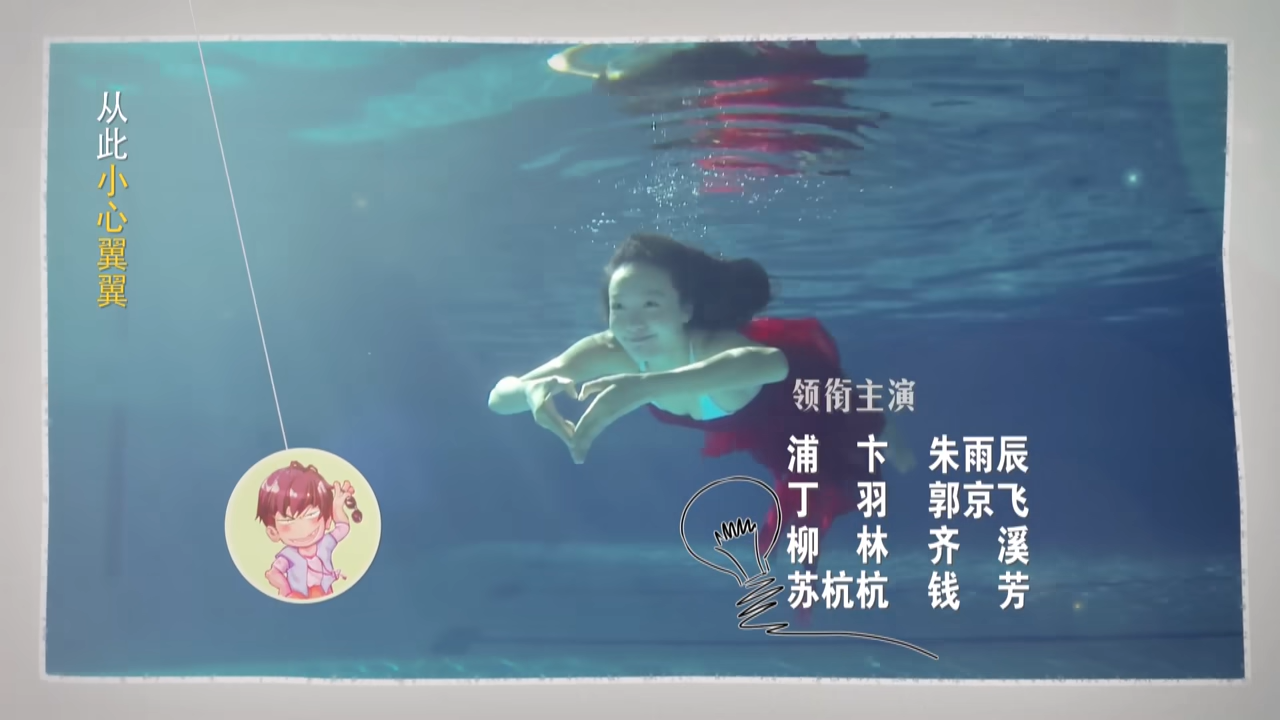 从此小心翼翼
领衔主演
浦卞 朱雨辰
丁羽 郭京飞
柳林 齐溪
苏杭杭 钱芳